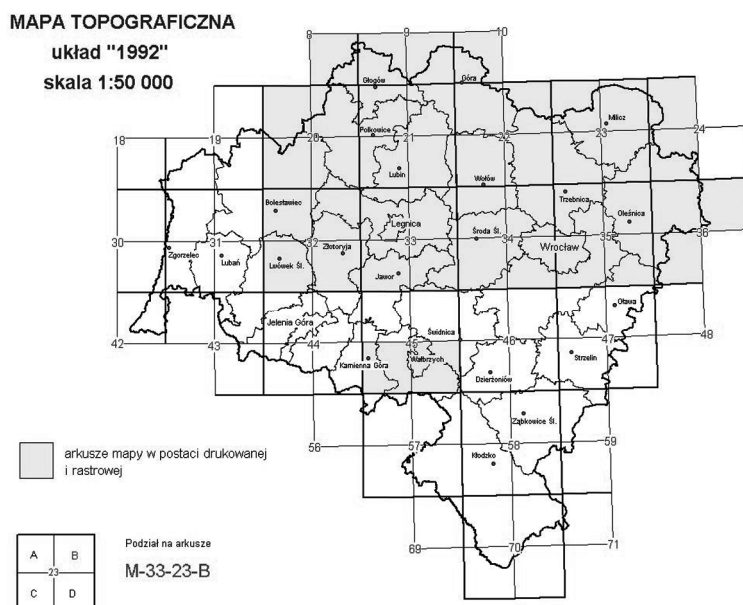 MAPA TOPOGRAFICZNA
układ "1992"
skala 1:50 000
8 9 10
Głogów Góra
18 19 20 Polkowice 21 22 23 Milicz 24
Lubin Wołów
Bolesławiec Trzebnica
Legnica Oleśnica
30 31 32 33 34 35 36
Środa Śl. Wrocław
Zgorzelec Lubań Lwówek Śl. Złotoryja
Jawor
Oława
Jelenia Góra Świdnica
42 43 44 45 46 47 48
Kamienna Góra Wałbrzych Strzelin
Dzierżoniów
Ząbkowice Śl.
56 57 58 59
Kłodzko
arkusze mapy w postaci drukowanej
i rastrowej
69 70 71
Podział na arkusze
M-33-23-B
A B
23
C D